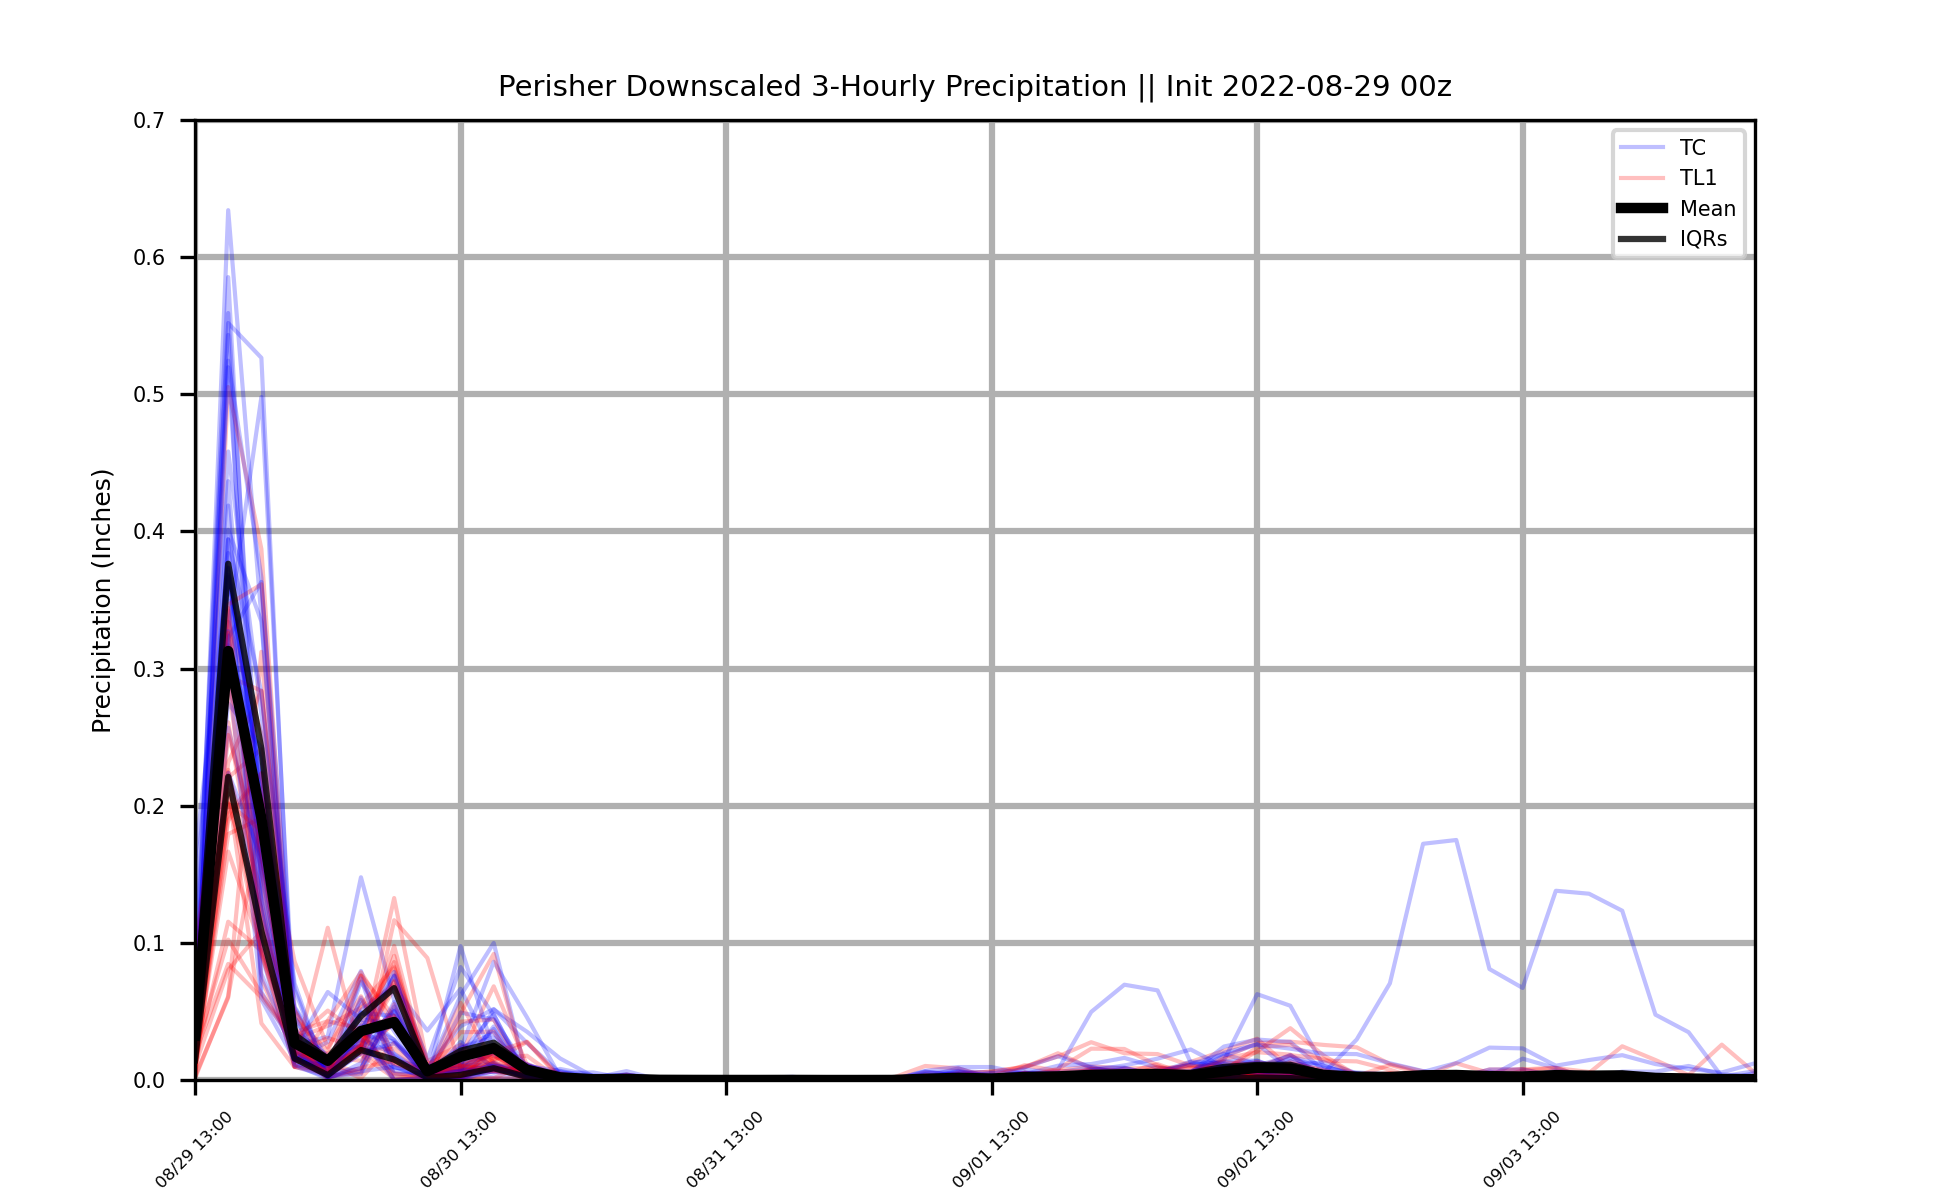 Perisher Downscaled 3-Hourly Precipitation || Init 2022-08-29 00z
0.7
0.6
0.5
0.4
0.3
0.2
0.1
0.0
Precipitation (Inches)
TC
TL1
Mean
IQRs
08/29 13:00
08/30 13:00
08/31 13:00
09/01 13:00
09/02 13:00
09/03 13:00